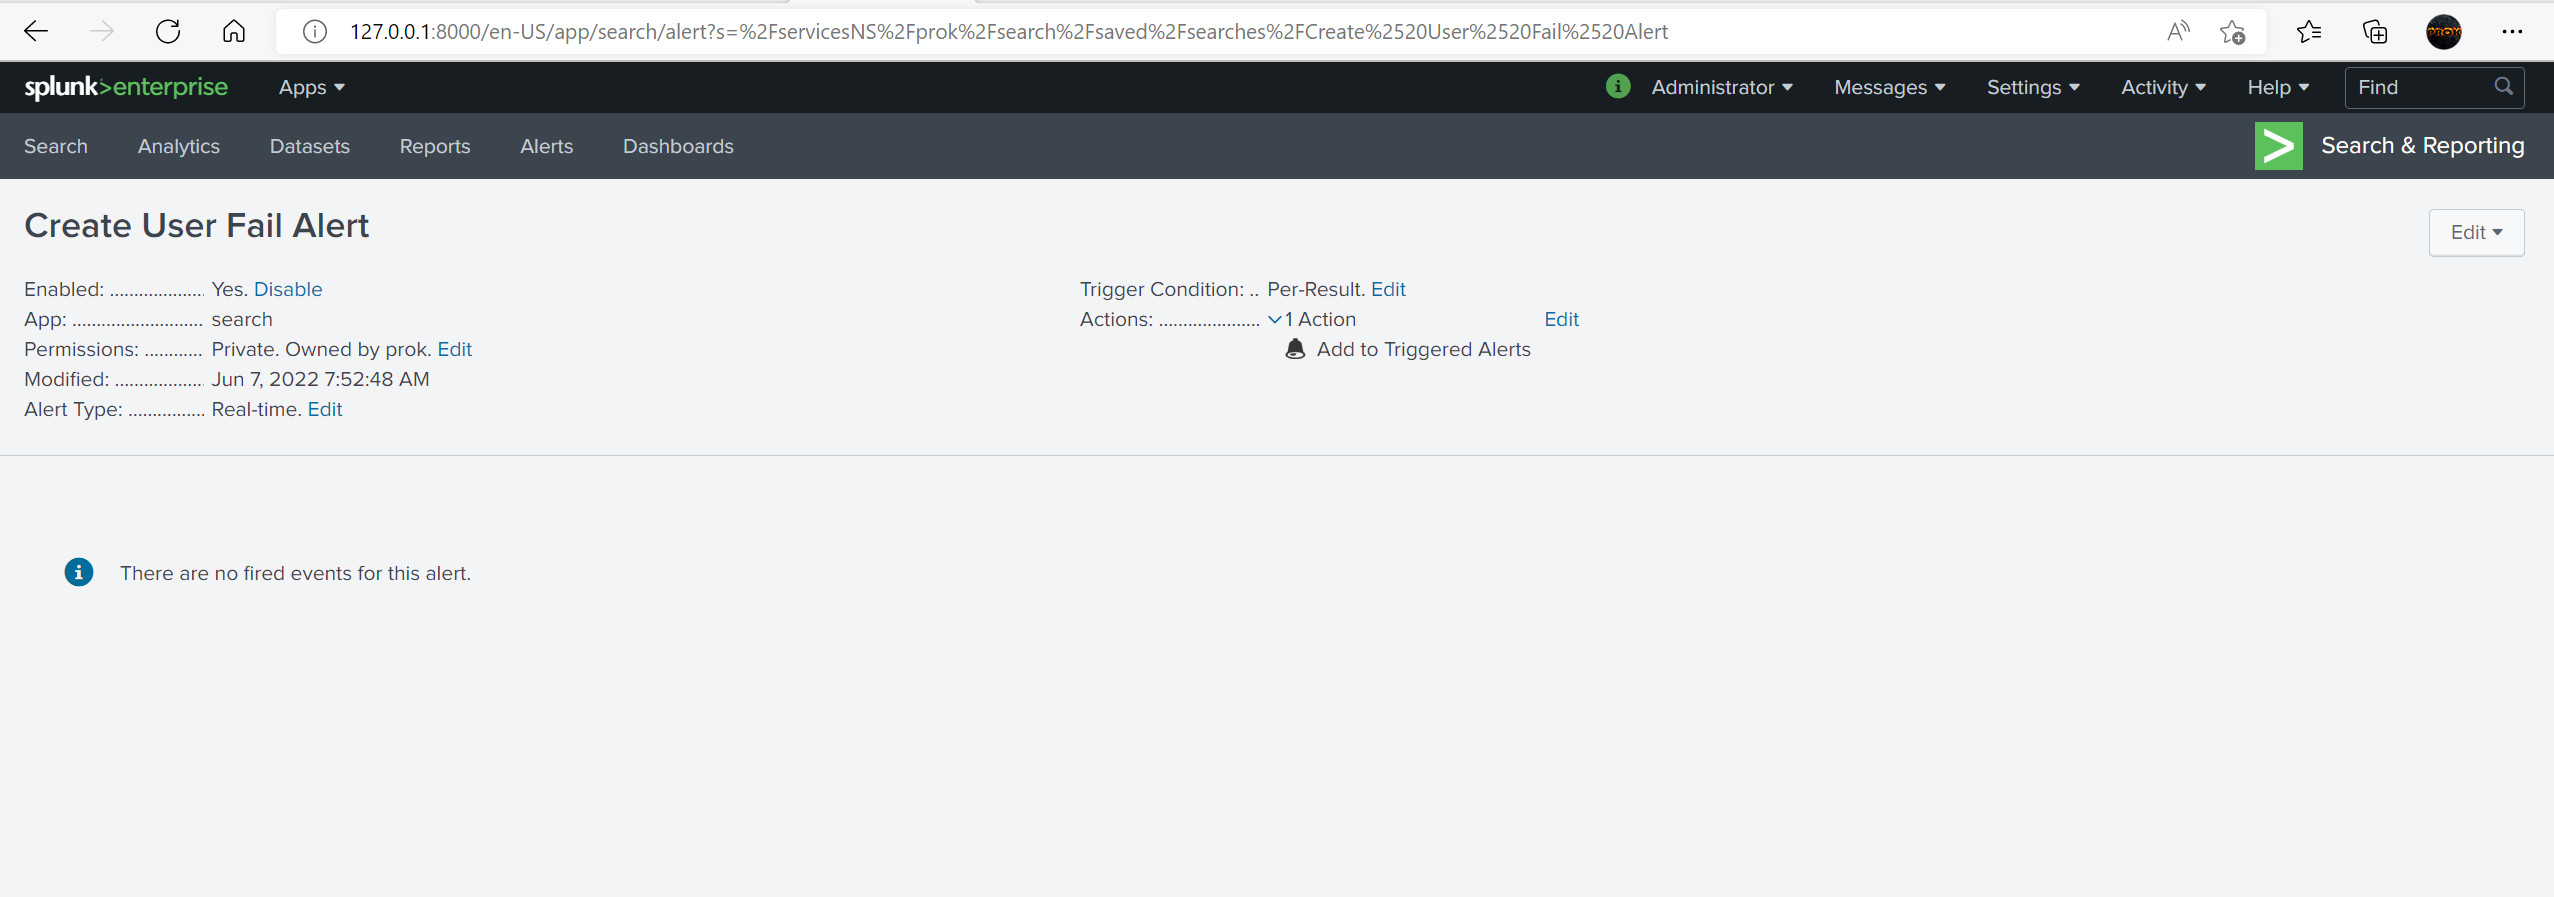 127.0.0.1:8000/en-US/app/search/alert?s=%2FservicesNS%2Fprok%2Fsearch%2Fsaved%2Fsearches%2FCreate%2520User%2520Fail%2520Alert
PROK
splunk>enterprise Apps Administrator Messages Settings Activity Help Find
Search Analytics Datasets Reports Alerts Dashboards Search & Reporting
Create User Fail Alert
Edit
Enabled: ................... Yes. Disable
App: ........................... search
Permissions: ............ Private. Owned by prok. Edit
Modified: .................. Jun 7, 2022 7:52:48 AM
Alert Type: ................ Real-time. Edit
Trigger Condition: .. Per-Result. Edit
Actions: ..................... 1 Action Edit
Add to Triggered Alerts
There are no fired events for this alert.